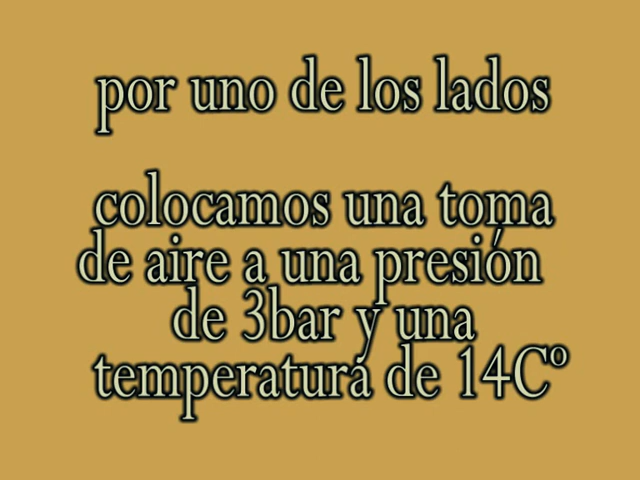 por uno de los lados
colocamos una toma
de aire a una presión
de 3bar y una
temperatura de 14Cº